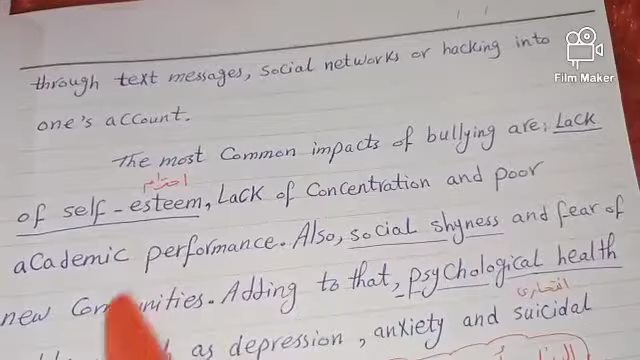 Film Maker
through text messages, social networks or hacking into
one's account.
The most common impacts of bullying are: Lack
احترام
of self-esteem, Lack of concentration and poor
academic performance. Also, social shyness and fear of
new communities. Adding to that, psychological health
انتحاري
as depression, anxiety and suicidal